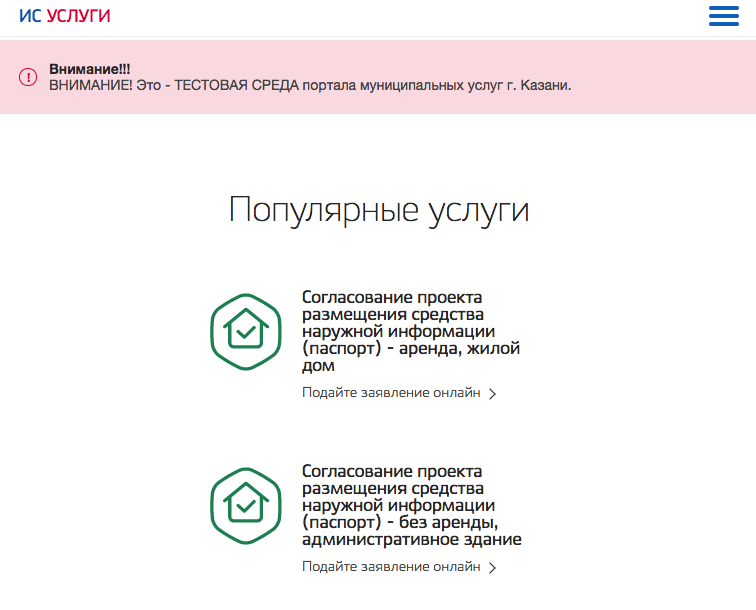 ИС УСЛУГИ
Внимание!!!
ВНИМАНИЕ! Это - ТЕСТОВАЯ СРЕДА портала муниципальных услуг г. Казани.
Популярные услуги
Согласование проекта
размещения средства
наружной информации
(паспорт) - аренда, жилой
дом
Подайте заявление онлайн
Согласование проекта
размещения средства
наружной информации
(паспорт) - без аренды,
административное здание
Подайте заявление онлайн